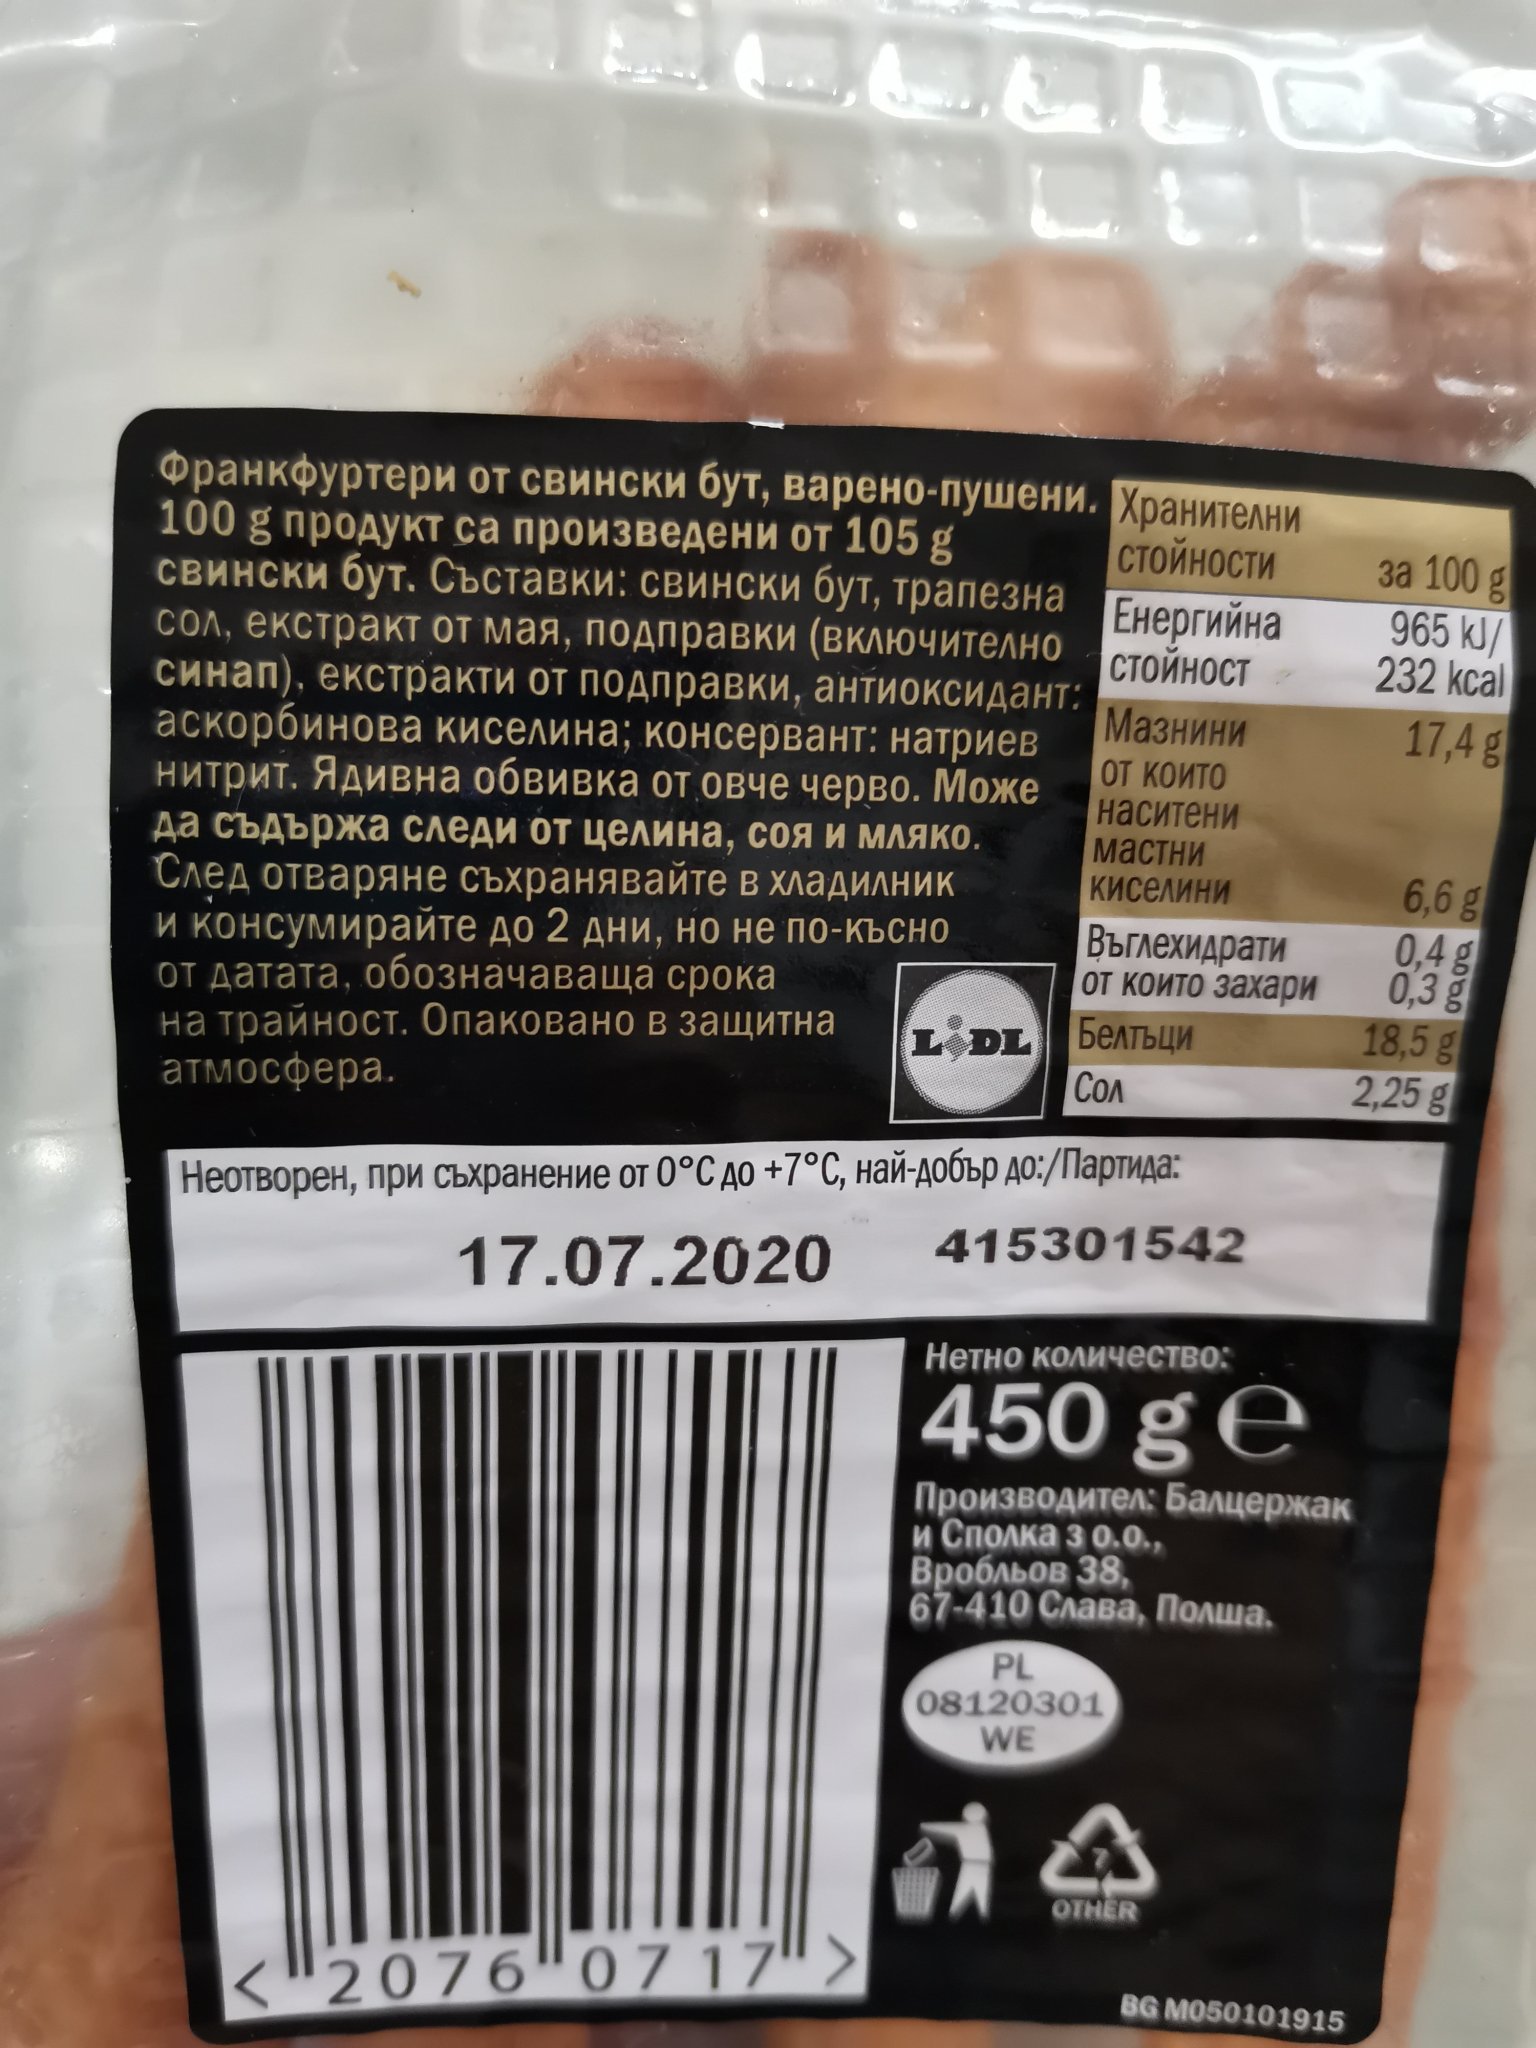 Франкфуртери от свински бут, варено-пушени.
100 g продукт са произведени от 105 g
свински бут. Съставки: свински бут, трапезна
сол, екстракт от мая, подправки (включително
синап), екстракти от подправки, антиоксидант:
аскорбинова киселина; консервант: натриев
нитрит. Ядивна обвивка от овче черво. Може
да съдържа следи от целина, соя и мляко.
След отваряне съхранявайте в хладилник
и консумирайте до 2 дни, но не по-късно
от датата, обозначаваща срока
на трайност. Опаковано в защитна
атмосфера.
LIDL
Хранителни
стойности за 100 g
Енергийна 965 kJ/
стойност 232 kcal
Мазнини 17,4 g
от които
наситени
мастни
киселини 6,6 g
Въглехидрати 0,4 g
от които захари 0,3 g
Белтъци 18,5 g
Сол 2,25 g
Неотворен, при съхранение от 0°C до +7°C, най-добър до:/Партида:
17.07.2020 415301542
Нетно количество:
450 g e
Производител: Балцержак
и Сполка з о.о.,
Вробльов 38,
67-410 Слава, Полша.
PL
08120301
WE
7
OTHER
< 2076 0717 >
BG M050101915